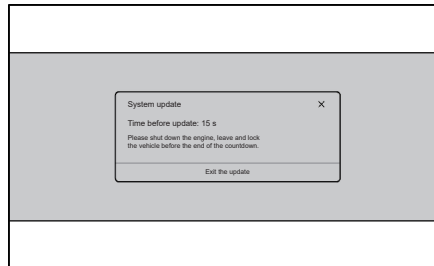 System update
Time before update: 15 s
Please shut down the engine, leave and lock
the vehicle before the end of the countdown.
Exit the update